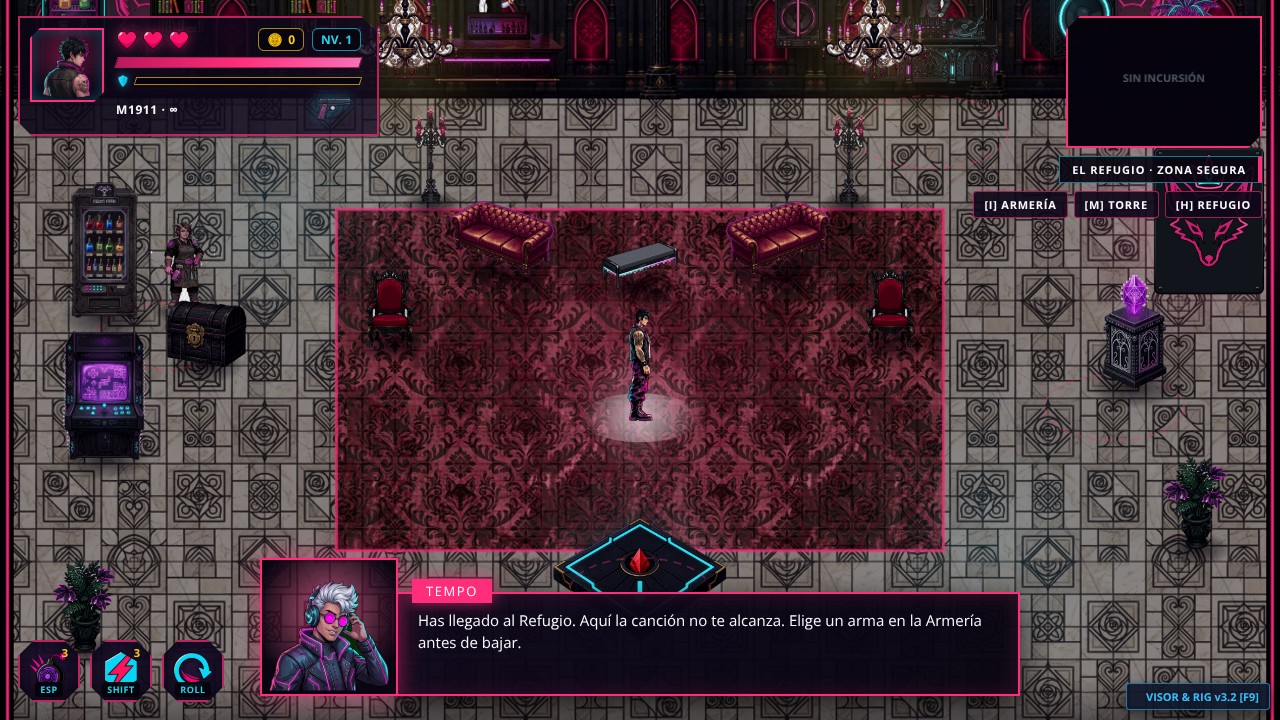 0
NV. 1
M1911 · ∞
SIN INCURSIÓN
EL REFUGIO · ZONA SEGURA
[I] ARMERÍA
[M] TORRE
[H] REFUGIO
TEMPO
Has llegado al Refugio. Aquí la canción no te alcanza. Elige un arma en la Armería
antes de bajar.
3
ESP
3
SHIFT
ROLL
VISOR & RIG v3.2 [F9]